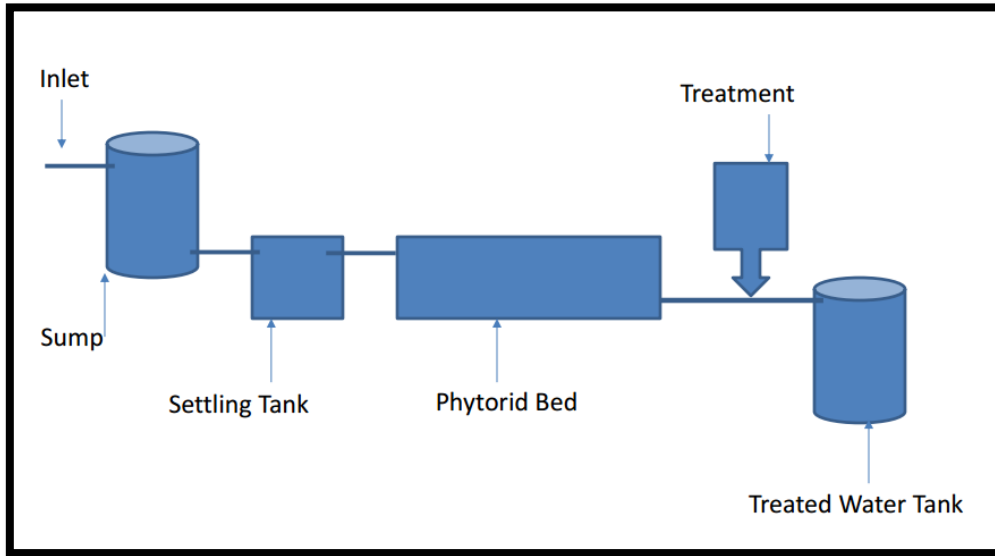 Inlet
Treatment
Sump
Settling Tank
Phytorid Bed
Treated Water Tank